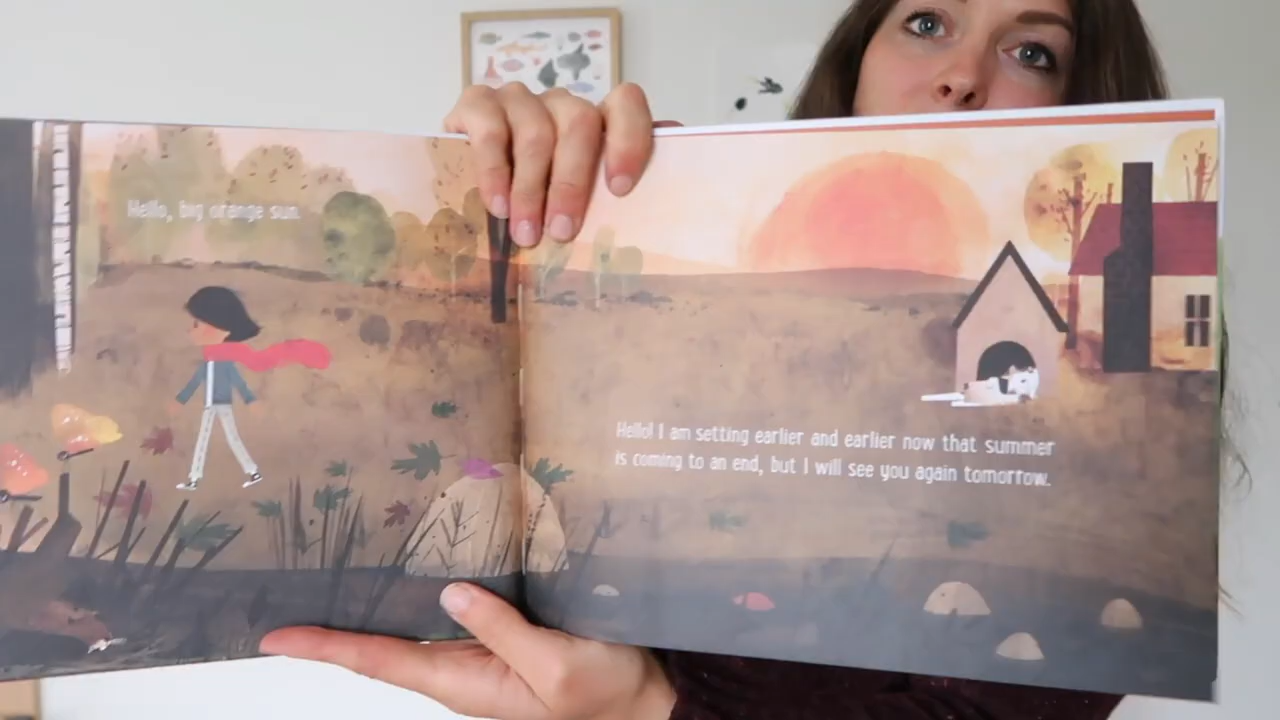 Hello, big orange sun.
Hello! I am setting earlier and earlier now that summer
is coming to an end, but I will see you again tomorrow.